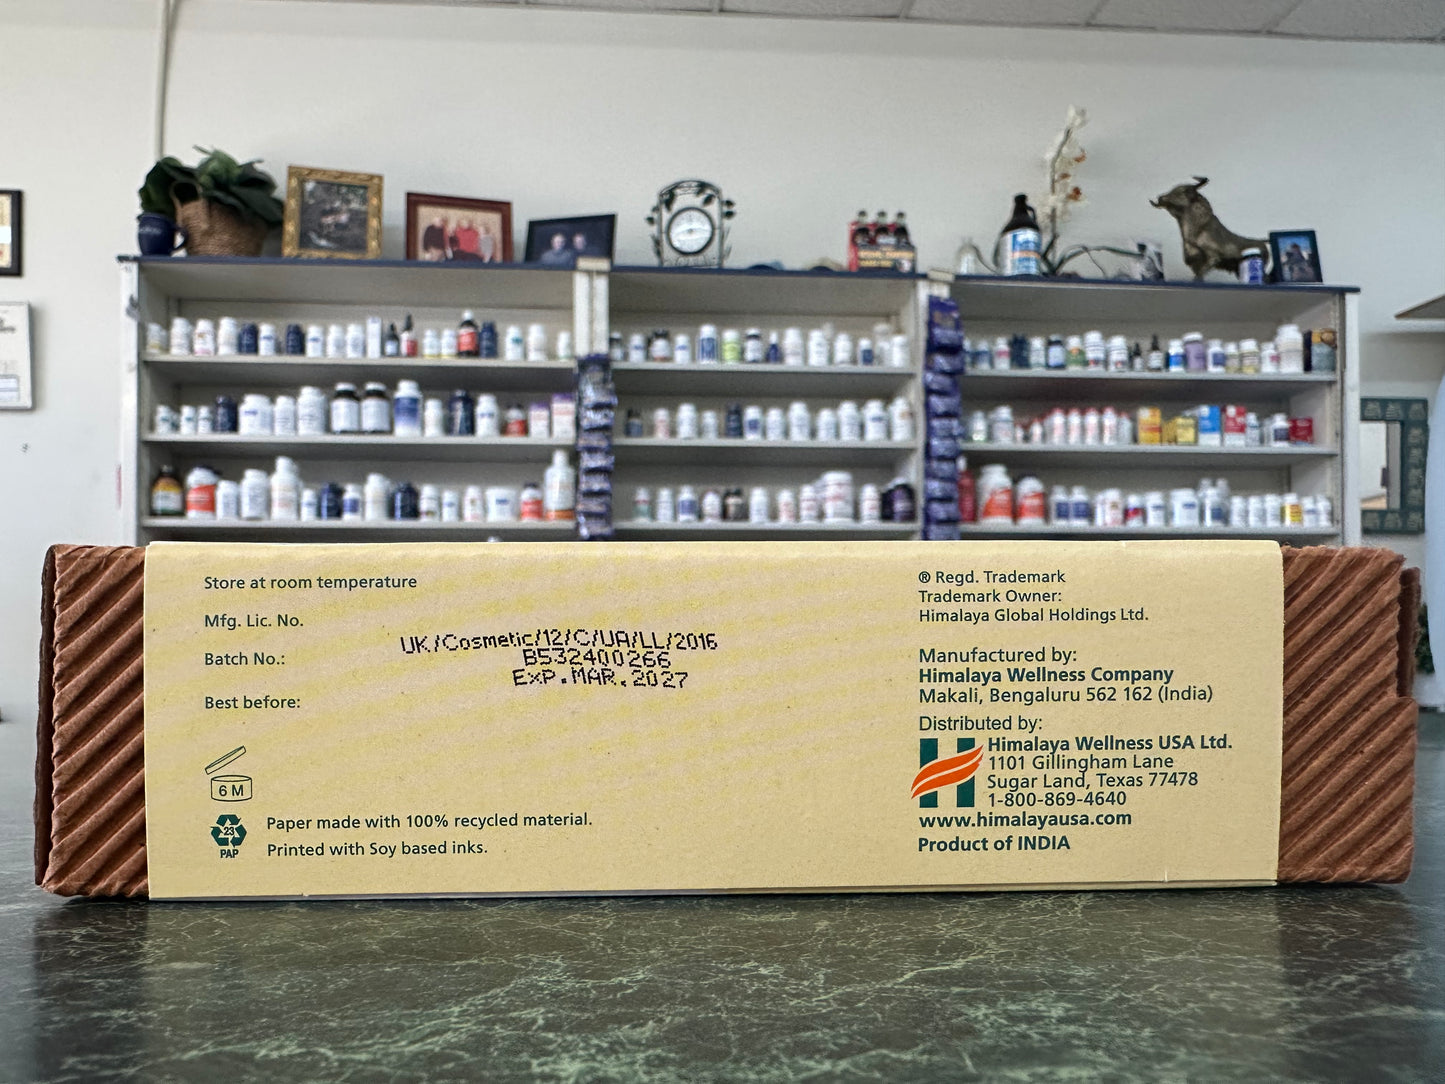 Store at room temperature
Mfg. Lic. No.
UK/Cosmetic/12/C/UA/LL/2016
Batch No.:
B532400266
EXP.MAR.2027
Best before:
6 M
23
PAP
Paper made with 100% recycled material.
Printed with Soy based inks.
® Regd. Trademark
Trademark Owner:
Himalaya Global Holdings Ltd.
Manufactured by:
Himalaya Wellness Company
Makali, Bengaluru 562 162 (India)
Distributed by:
H
Himalaya Wellness USA Ltd.
1101 Gillingham Lane
Sugar Land, Texas 77478
1-800-869-4640
www.himalayausa.com
Product of INDIA